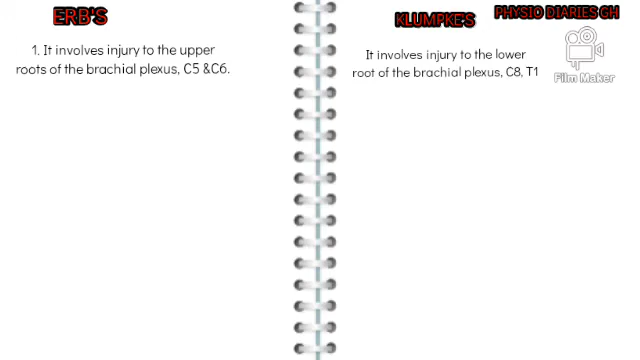 ERB'S
1. It involves injury to the upper
roots of the brachial plexus, C5 &C6.
KLUMPKE'S
PHYSIO DIARIES GH
It involves injury to the lower
root of the brachial plexus, C8, T1
Film Maker